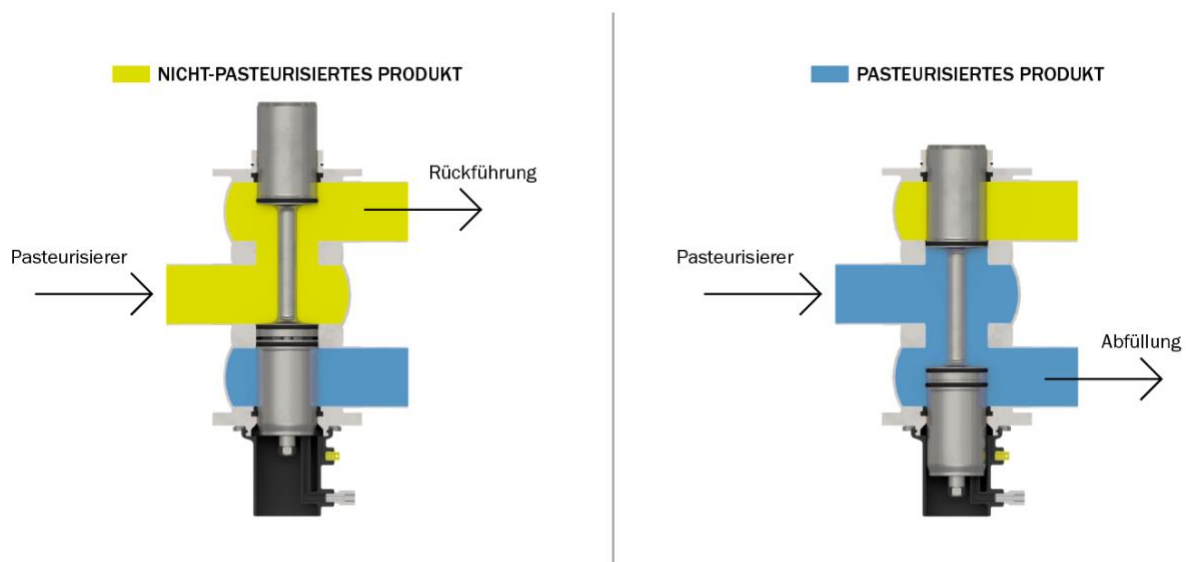 NICHT-PASTEURISIERTES PRODUKT
Rückführung
Pasteurisierer
PASTEURISIERTES PRODUKT
Pasteurisierer
Abfüllung